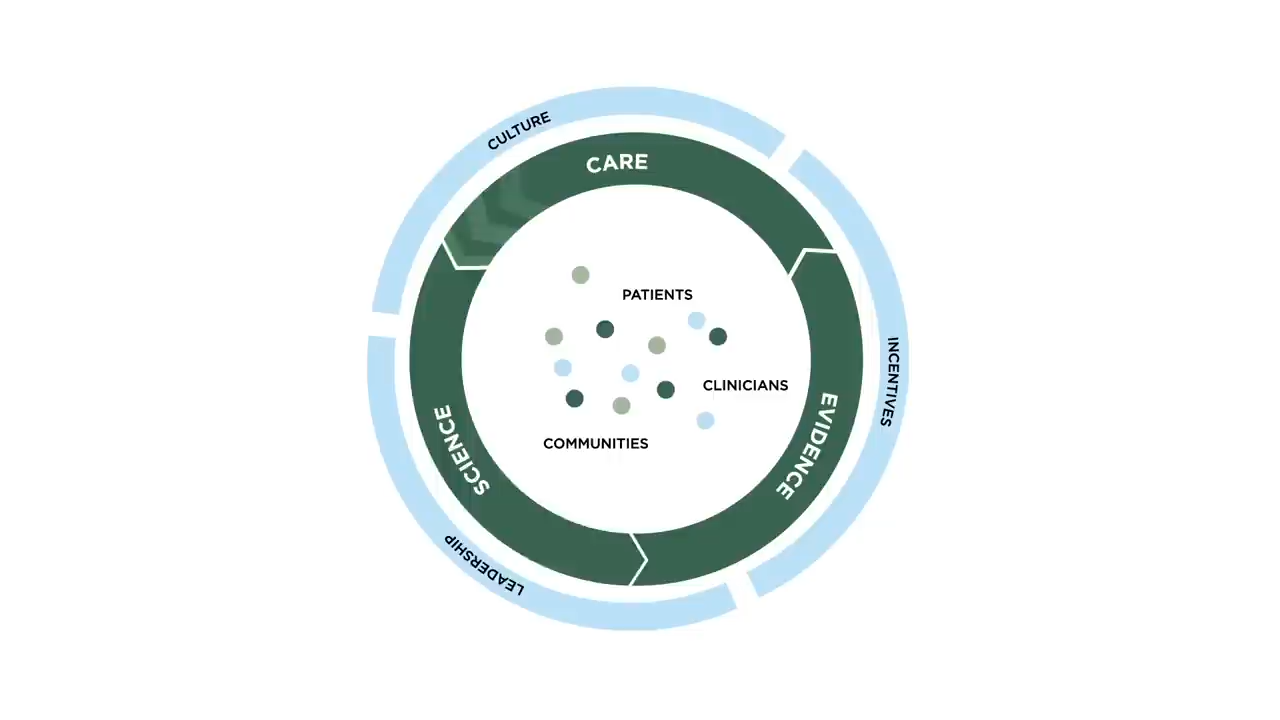 CULTURE
CARE
PATIENTS
CLINICIANS
COMMUNITIES
INCENTIVES
EVIDENCE
SCIENCE
LEADERSHIP